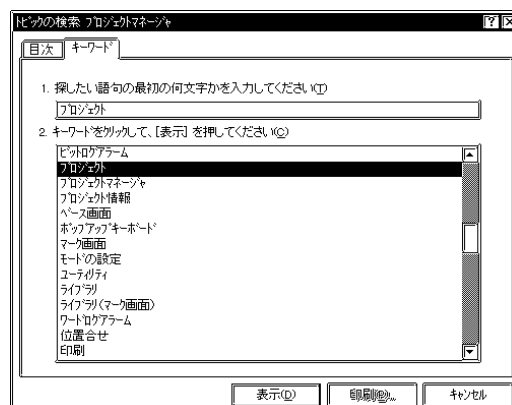 ﾄﾋﾟｯｸの検索 ﾌﾟﾛｼﾞｪｸﾄﾏﾈｰｼﾞｬ
目次 ｷｰﾜｰﾄﾞ
1. 探したい語句の最初の何文字かを入力してください(T)
ﾌﾟﾛｼﾞｪｸﾄ
2. ｷｰﾜｰﾄﾞをｸﾘｯｸして、[表示] を押してください(C)
ﾋﾞｯﾄﾛｸﾞｱﾗｰﾑ
ﾌﾟﾛｼﾞｪｸﾄ
ﾌﾟﾛｼﾞｪｸﾄﾏﾈｰｼﾞｬ
ﾌﾟﾛｼﾞｪｸﾄ情報
ﾍﾞｰｽ画面
ﾎﾟｯﾌﾟｱｯﾌﾟｷｰﾎﾞｰﾄﾞ
ﾏｰｸ画面
ﾓｰﾄﾞの設定
ﾕｰﾃｨﾘﾃｨ
ﾗｲﾌﾞﾗﾘ
ﾗｲﾌﾞﾗﾘ(ﾏｰｸ画面)
ﾜｰﾄﾞﾛｸﾞｱﾗｰﾑ
位置合せ
印刷
表示(D) 印刷(P)... ｷｬﾝｾﾙ